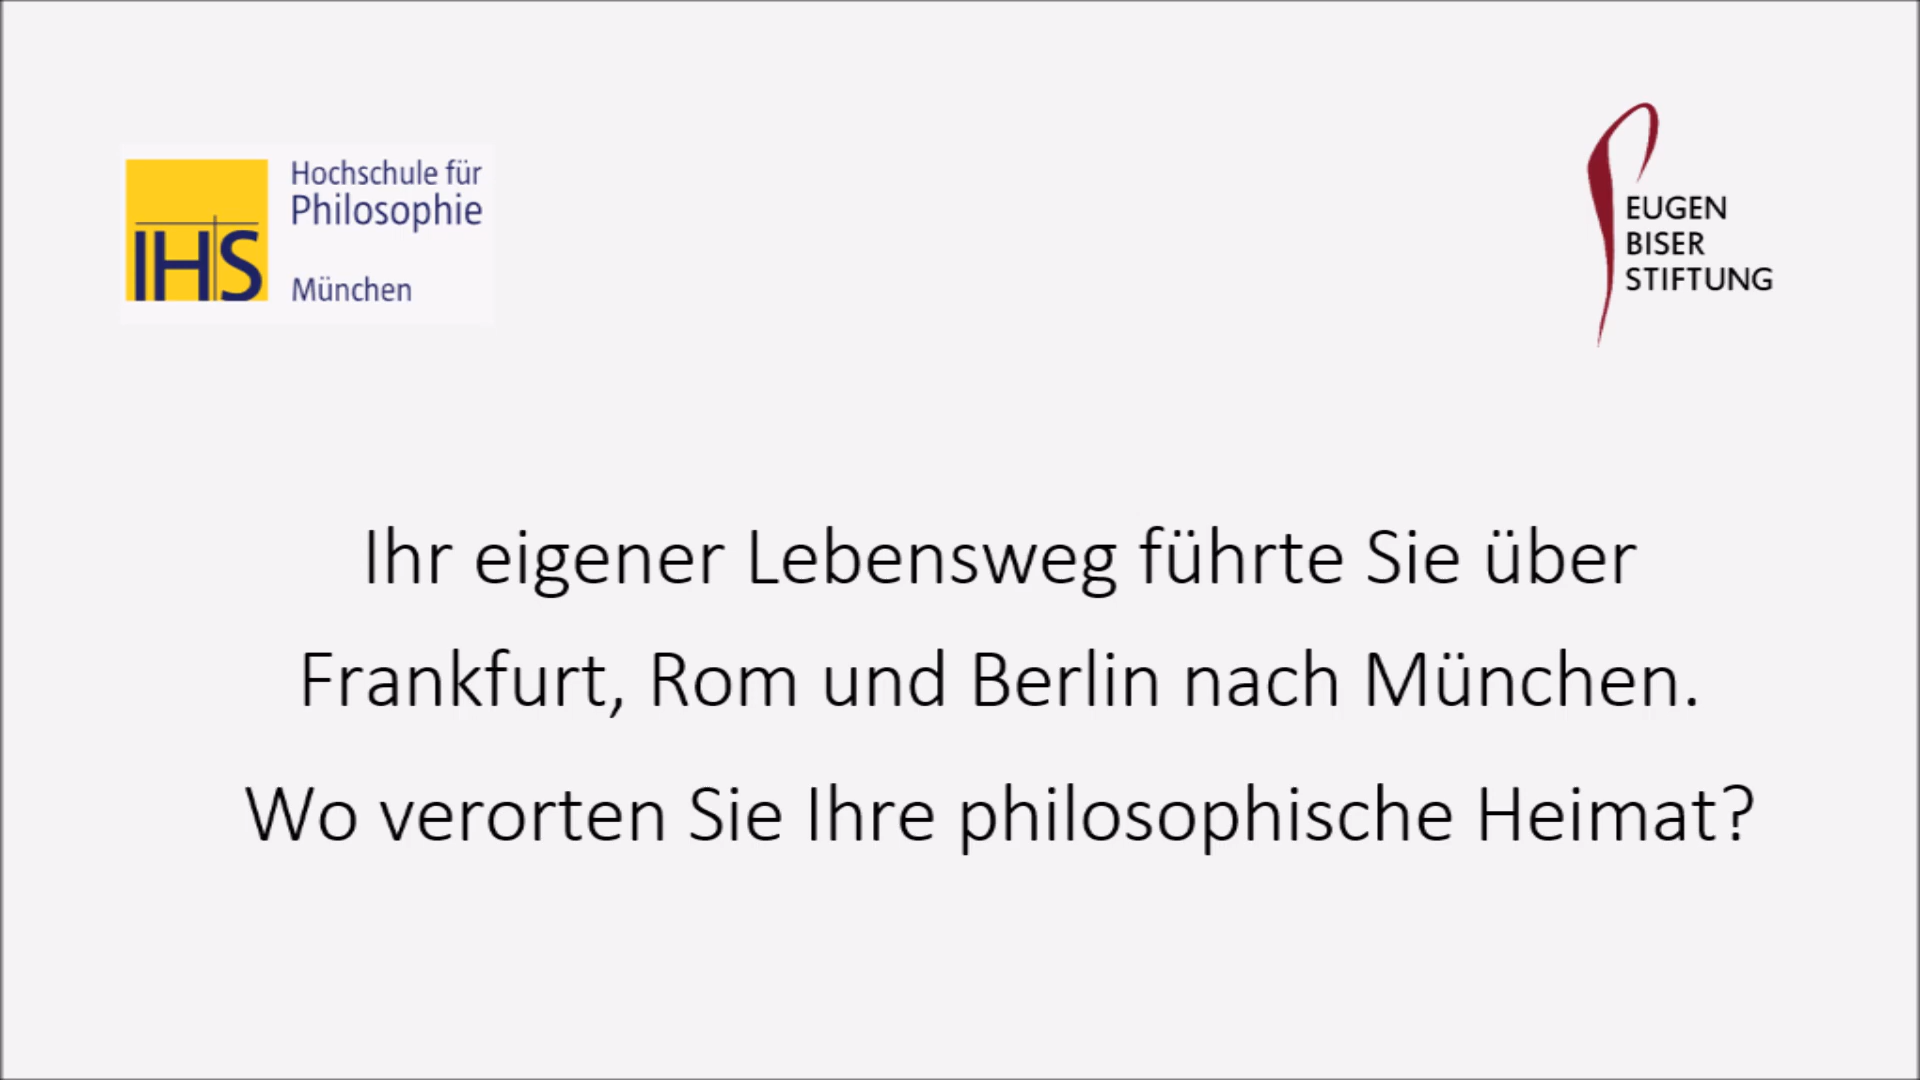 Hochschule für
Philosophie
IHS
München
EUGEN
BISER
STIFTUNG
Ihr eigener Lebensweg führte Sie über
Frankfurt, Rom und Berlin nach München.
Wo verorten Sie Ihre philosophische Heimat?